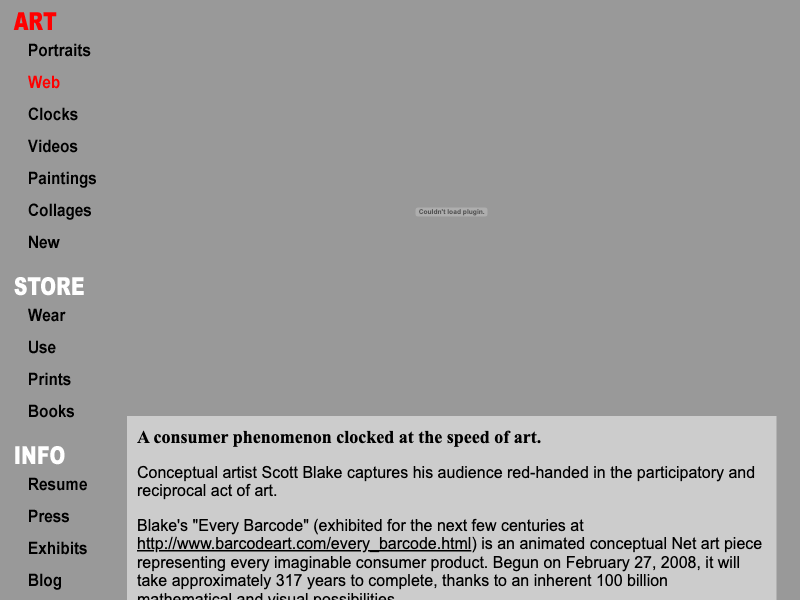 ART
Portraits
Web
Clocks
Videos
Paintings
Collages
New
STORE
Wear
Use
Prints
Books
INFO
Resume
Press
Exhibits
Blog
Couldn't load plugin.
A consumer phenomenon clocked at the speed of art.
Conceptual artist Scott Blake captures his audience red-handed in the participatory and
reciprocal act of art.
Blake's "Every Barcode" (exhibited for the next few centuries at
http://www.barcodeart.com/every_barcode.html) is an animated conceptual Net art piece
representing every imaginable consumer product. Begun on February 27, 2008, it will
take approximately 317 years to complete, thanks to an inherent 100 billion
mathematical and visual possibilities.